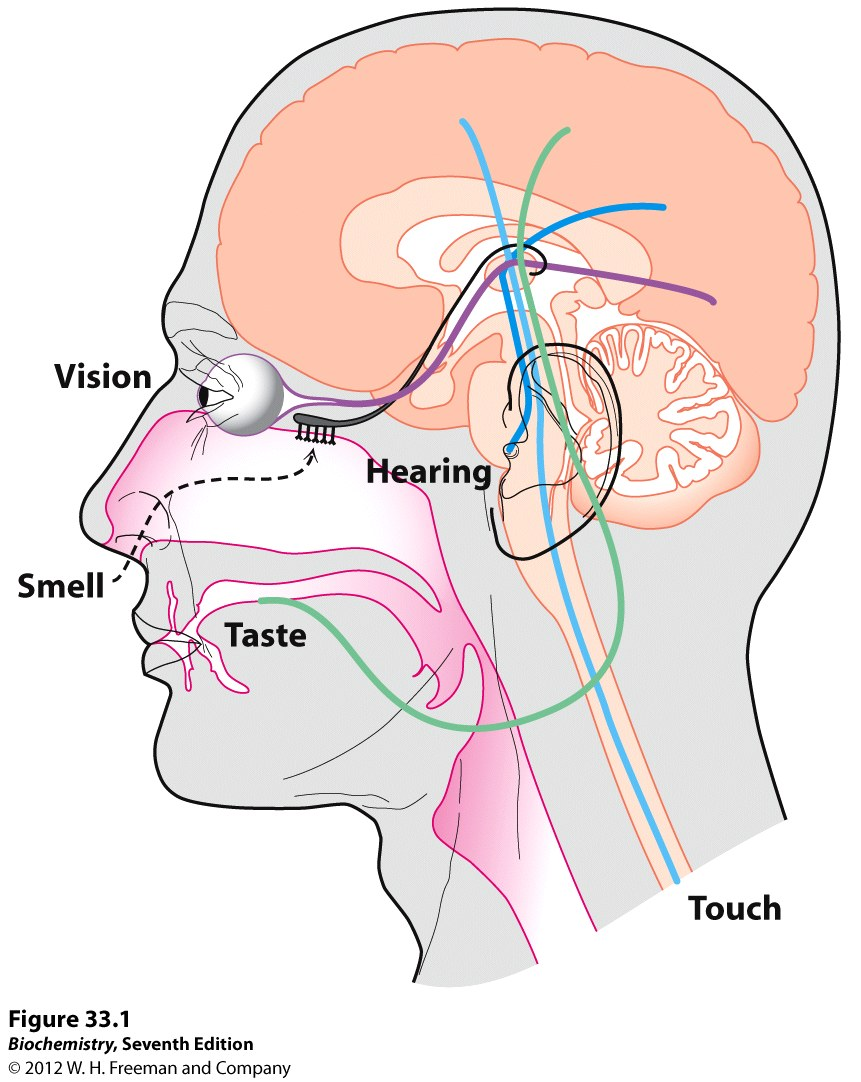 Vision
Hearing
Smell
Taste
Touch
Figure 33.1
Biochemistry, Seventh Edition
© 2012 W. H. Freeman and Company